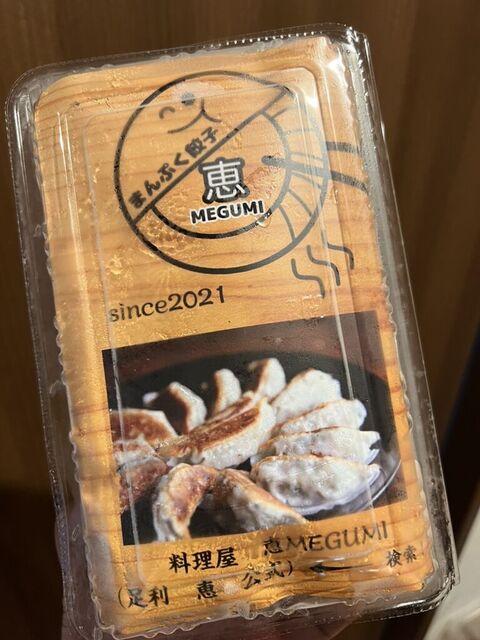 まんぷく餃子
恵
MEGUMI
since2021
料理屋 恵MEGUMI
(足利 恵 公式) 検索